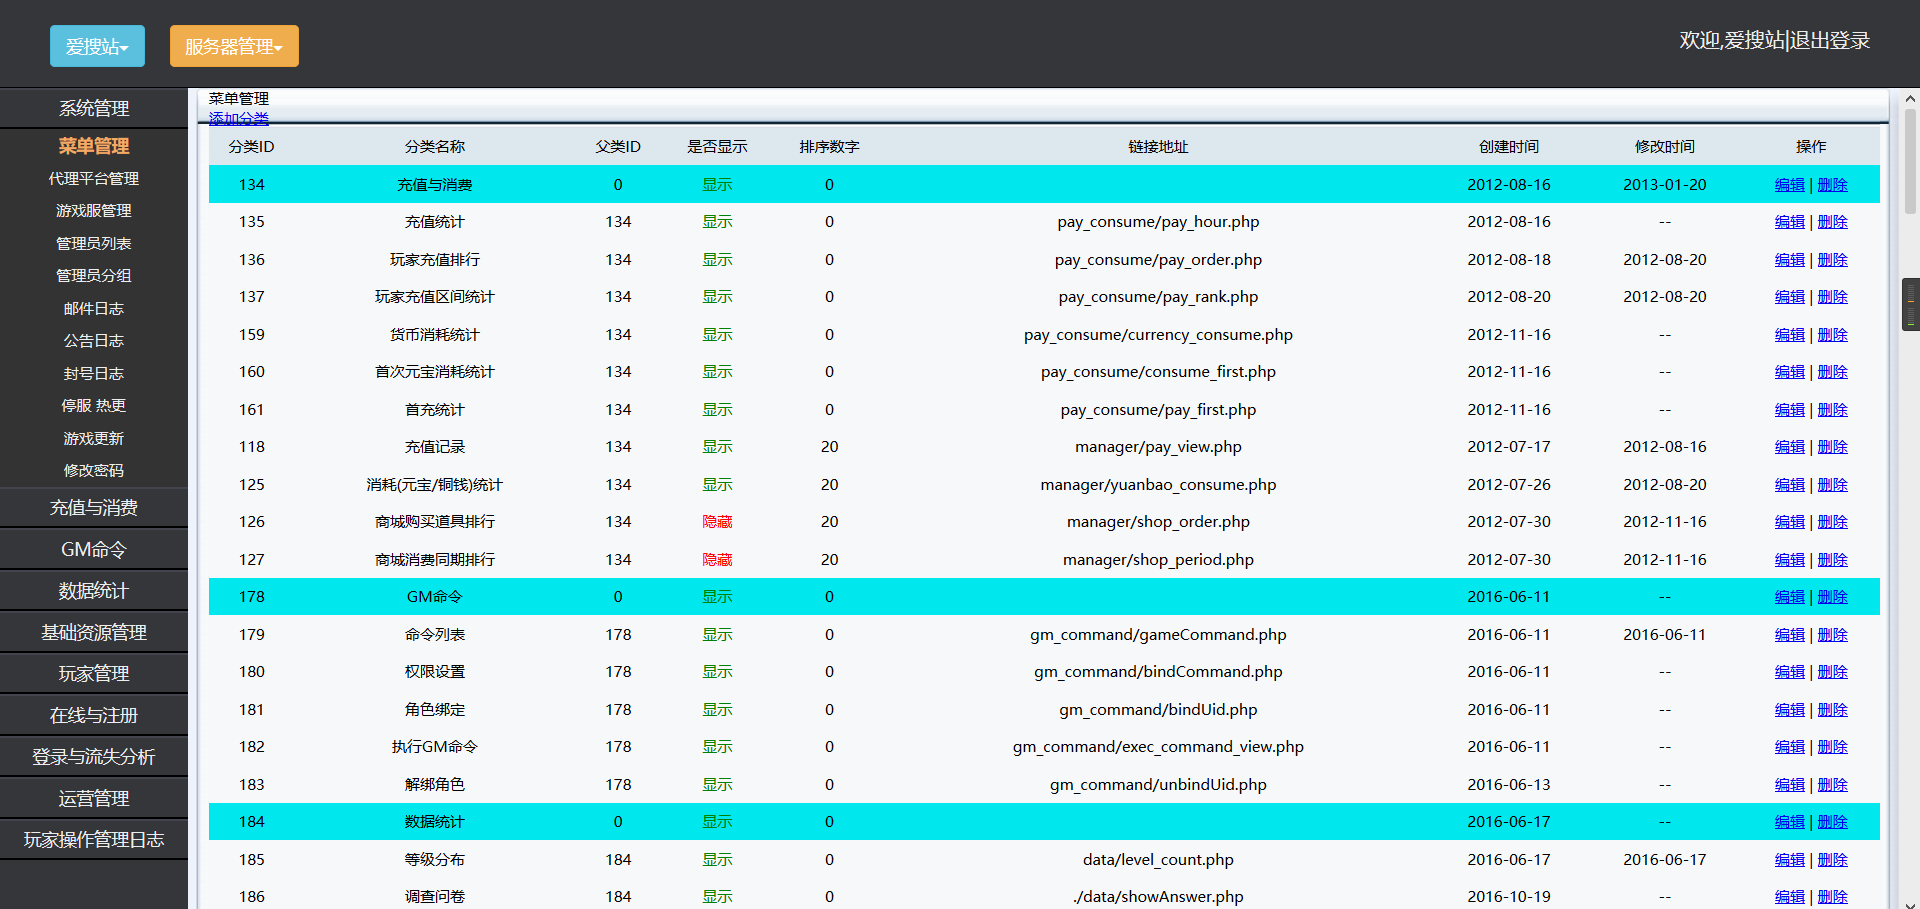 爱搜站
服务器管理
欢迎,爱搜站|退出登录
系统管理
菜单管理
代理平台管理
游戏服管理
管理员列表
管理员分组
邮件日志
公告日志
封号日志
停服 热更
游戏更新
修改密码
充值与消费
GM命令
数据统计
基础资源管理
玩家管理
在线与注册
登录与流失分析
运营管理
玩家操作管理日志
菜单管理
添加分类
分类ID 分类名称 父类ID 是否显示 排序数字 链接地址 创建时间 修改时间 操作
134 充值与消费 0 显示 0 2012-08-16 2013-01-20 编辑 | 删除
135 充值统计 134 显示 0 pay_consume/pay_hour.php 2012-08-16 -- 编辑 | 删除
136 玩家充值排行 134 显示 0 pay_consume/pay_order.php 2012-08-18 2012-08-20 编辑 | 删除
137 玩家充值区间统计 134 显示 0 pay_consume/pay_rank.php 2012-08-20 2012-08-20 编辑 | 删除
159 货币消耗统计 134 显示 0 pay_consume/currency_consume.php 2012-11-16 -- 编辑 | 删除
160 首次元宝消耗统计 134 显示 0 pay_consume/consume_first.php 2012-11-16 -- 编辑 | 删除
161 首充统计 134 显示 0 pay_consume/pay_first.php 2012-11-16 -- 编辑 | 删除
118 充值记录 134 显示 20 manager/pay_view.php 2012-07-17 2012-08-16 编辑 | 删除
125 消耗(元宝/铜钱)统计 134 显示 20 manager/yuanbao_consume.php 2012-07-26 2012-08-20 编辑 | 删除
126 商城购买道具排行 134 隐藏 20 manager/shop_order.php 2012-07-30 2012-11-16 编辑 | 删除
127 商城消费同期排行 134 隐藏 20 manager/shop_period.php 2012-07-30 2012-11-16 编辑 | 删除
178 GM命令 0 显示 0 2016-06-11 -- 编辑 | 删除
179 命令列表 178 显示 0 gm_command/gameCommand.php 2016-06-11 2016-06-11 编辑 | 删除
180 权限设置 178 显示 0 gm_command/bindCommand.php 2016-06-11 -- 编辑 | 删除
181 角色绑定 178 显示 0 gm_command/bindUid.php 2016-06-11 -- 编辑 | 删除
182 执行GM命令 178 显示 0 gm_command/exec_command_view.php 2016-06-11 -- 编辑 | 删除
183 解绑角色 178 显示 0 gm_command/unbindUid.php 2016-06-13 -- 编辑 | 删除
184 数据统计 0 显示 0 2016-06-17 -- 编辑 | 删除
185 等级分布 184 显示 0 data/level_count.php 2016-06-17 2016-06-17 编辑 | 删除
186 调查问卷 184 显示 0 ./data/showAnswer.php 2016-10-19 -- 编辑 | 删除